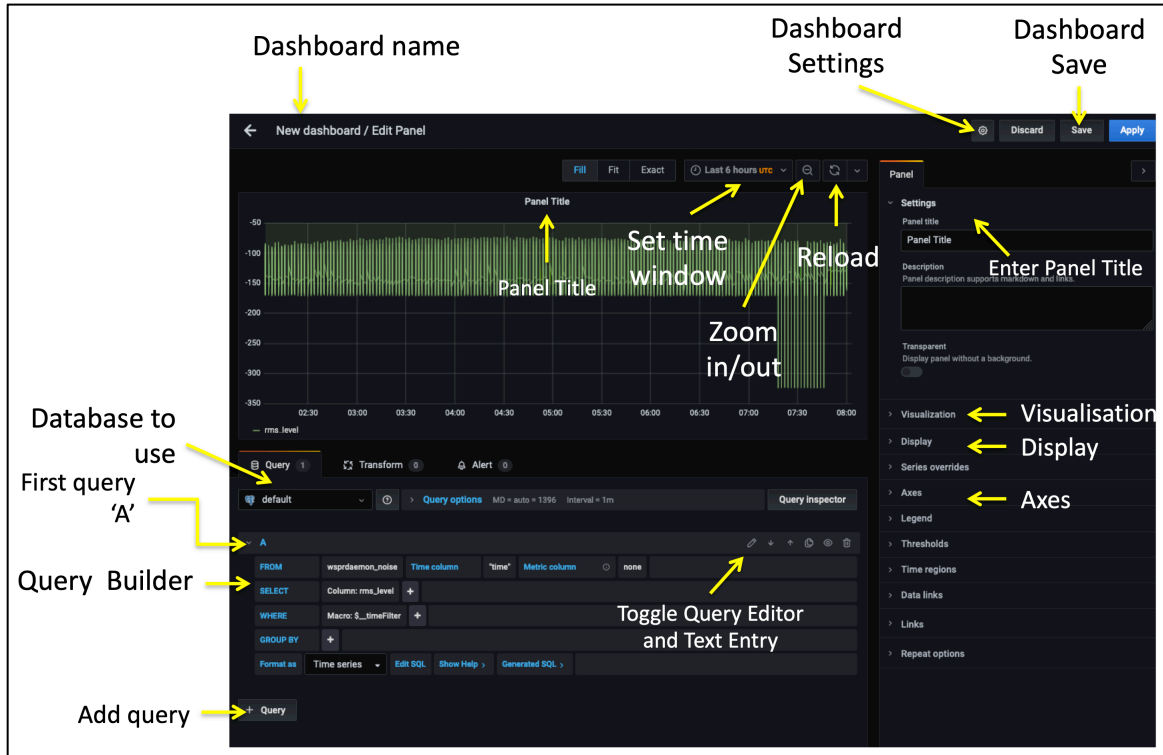 Dashboard name
Dashboard
Settings
Dashboard
Save
New dashboard / Edit Panel
Discard
Save
Apply
Fill
Fit
Exact
Last 6 hours UTC
Panel
Panel Title
Settings
Panel title
Panel Title
Enter Panel Title
Description
Panel description supports markdown and links.
Transparent
Display panel without a background.
-50
-100
-150
-200
-250
-300
-350
02:30
03:00
03:30
04:00
04:30
05:00
05:30
06:00
06:30
07:00
07:30
08:00
rms_level
Panel Title
Set time
window
Reload
Zoom
in/out
Visualization
Visualisation
Display
Display
Series overrides
Axes
Axes
Legend
Thresholds
Time regions
Data links
Links
Repeat options
Database to
use
First query
‘A’
Query Builder
Add query
Query 1
Transform 0
Alert 0
default
Query options MD = auto = 1396 Interval = 1m
Query inspector
A
FROM wsprdaemon_noise Time column "time" Metric column none
SELECT Column: rms_level +
WHERE Macro: $__timeFilter +
GROUP BY +
Format as Time series Edit SQL Show Help > Generated SQL >
Toggle Query Editor
and Text Entry
+ Query